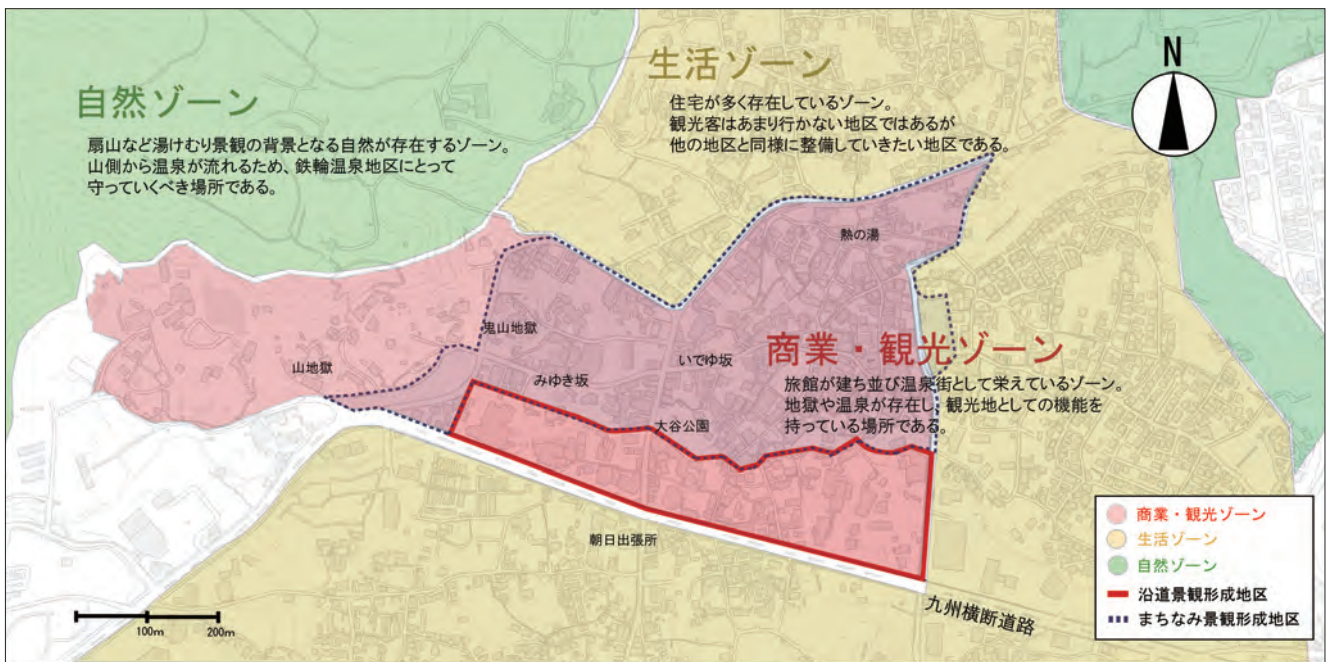 自然ゾーン
扇山など湯けむり景観の背景となる自然が存在するゾーン。
山側から温泉が流れるため、鉄輪温泉地区にとって
守っていくべき場所である。
生活ゾーン
住宅が多く存在しているゾーン。
観光客はあまり行かない地区ではあるが
他の地区と同様に整備していきたい地区である。
N
熱の湯
鬼山地獄
山地獄
みゆき坂
いでゆ坂
大谷公園
商業・観光ゾーン
旅館が建ち並び温泉街として栄えているゾーン。
地獄や温泉が存在し、観光地としての機能を
持っている場所である。
朝日出張所
九州横断道路
100m
200m
商業・観光ゾーン
生活ゾーン
自然ゾーン
沿道景観形成地区
まちなみ景観形成地区